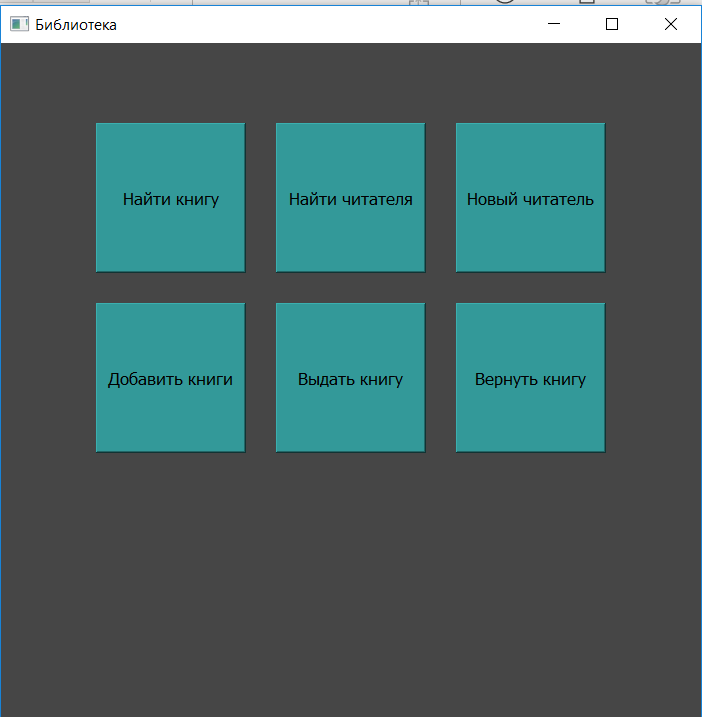 Библиотека
Найти книгу
Найти читателя
Новый читатель
Добавить книги
Выдать книгу
Вернуть книгу